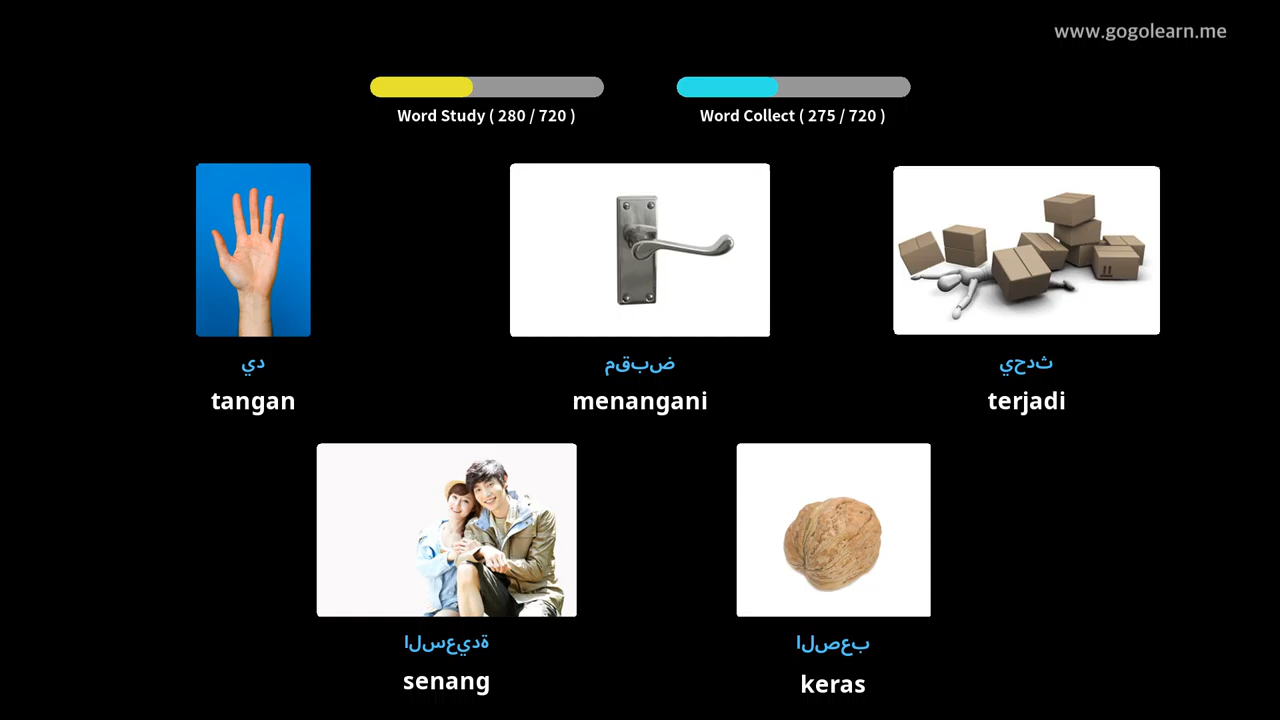 www.gogolearn.me
Word Study ( 280 / 720 )
Word Collect ( 275 / 720 )
يد
tangan
مقبض
menangani
يحدث
terjadi
السعيدة
senang
الصعب
keras